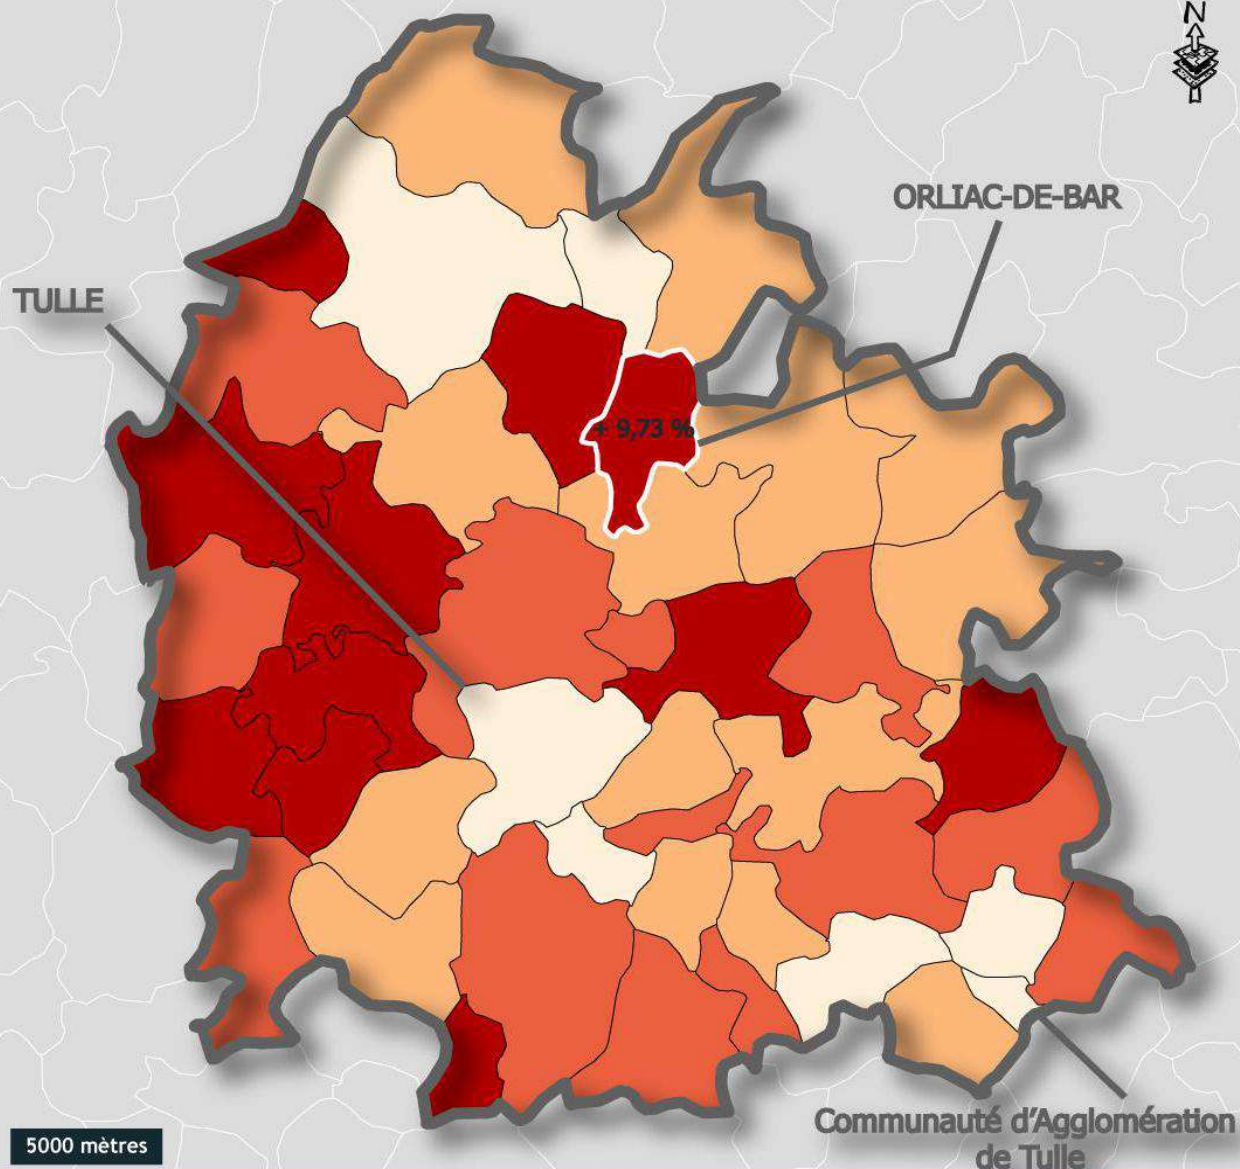 N
ORLIAC-DE-BAR
TULLE
+ 9,73 %
Communauté d'Agglomération
de Tulle
5000 mètres